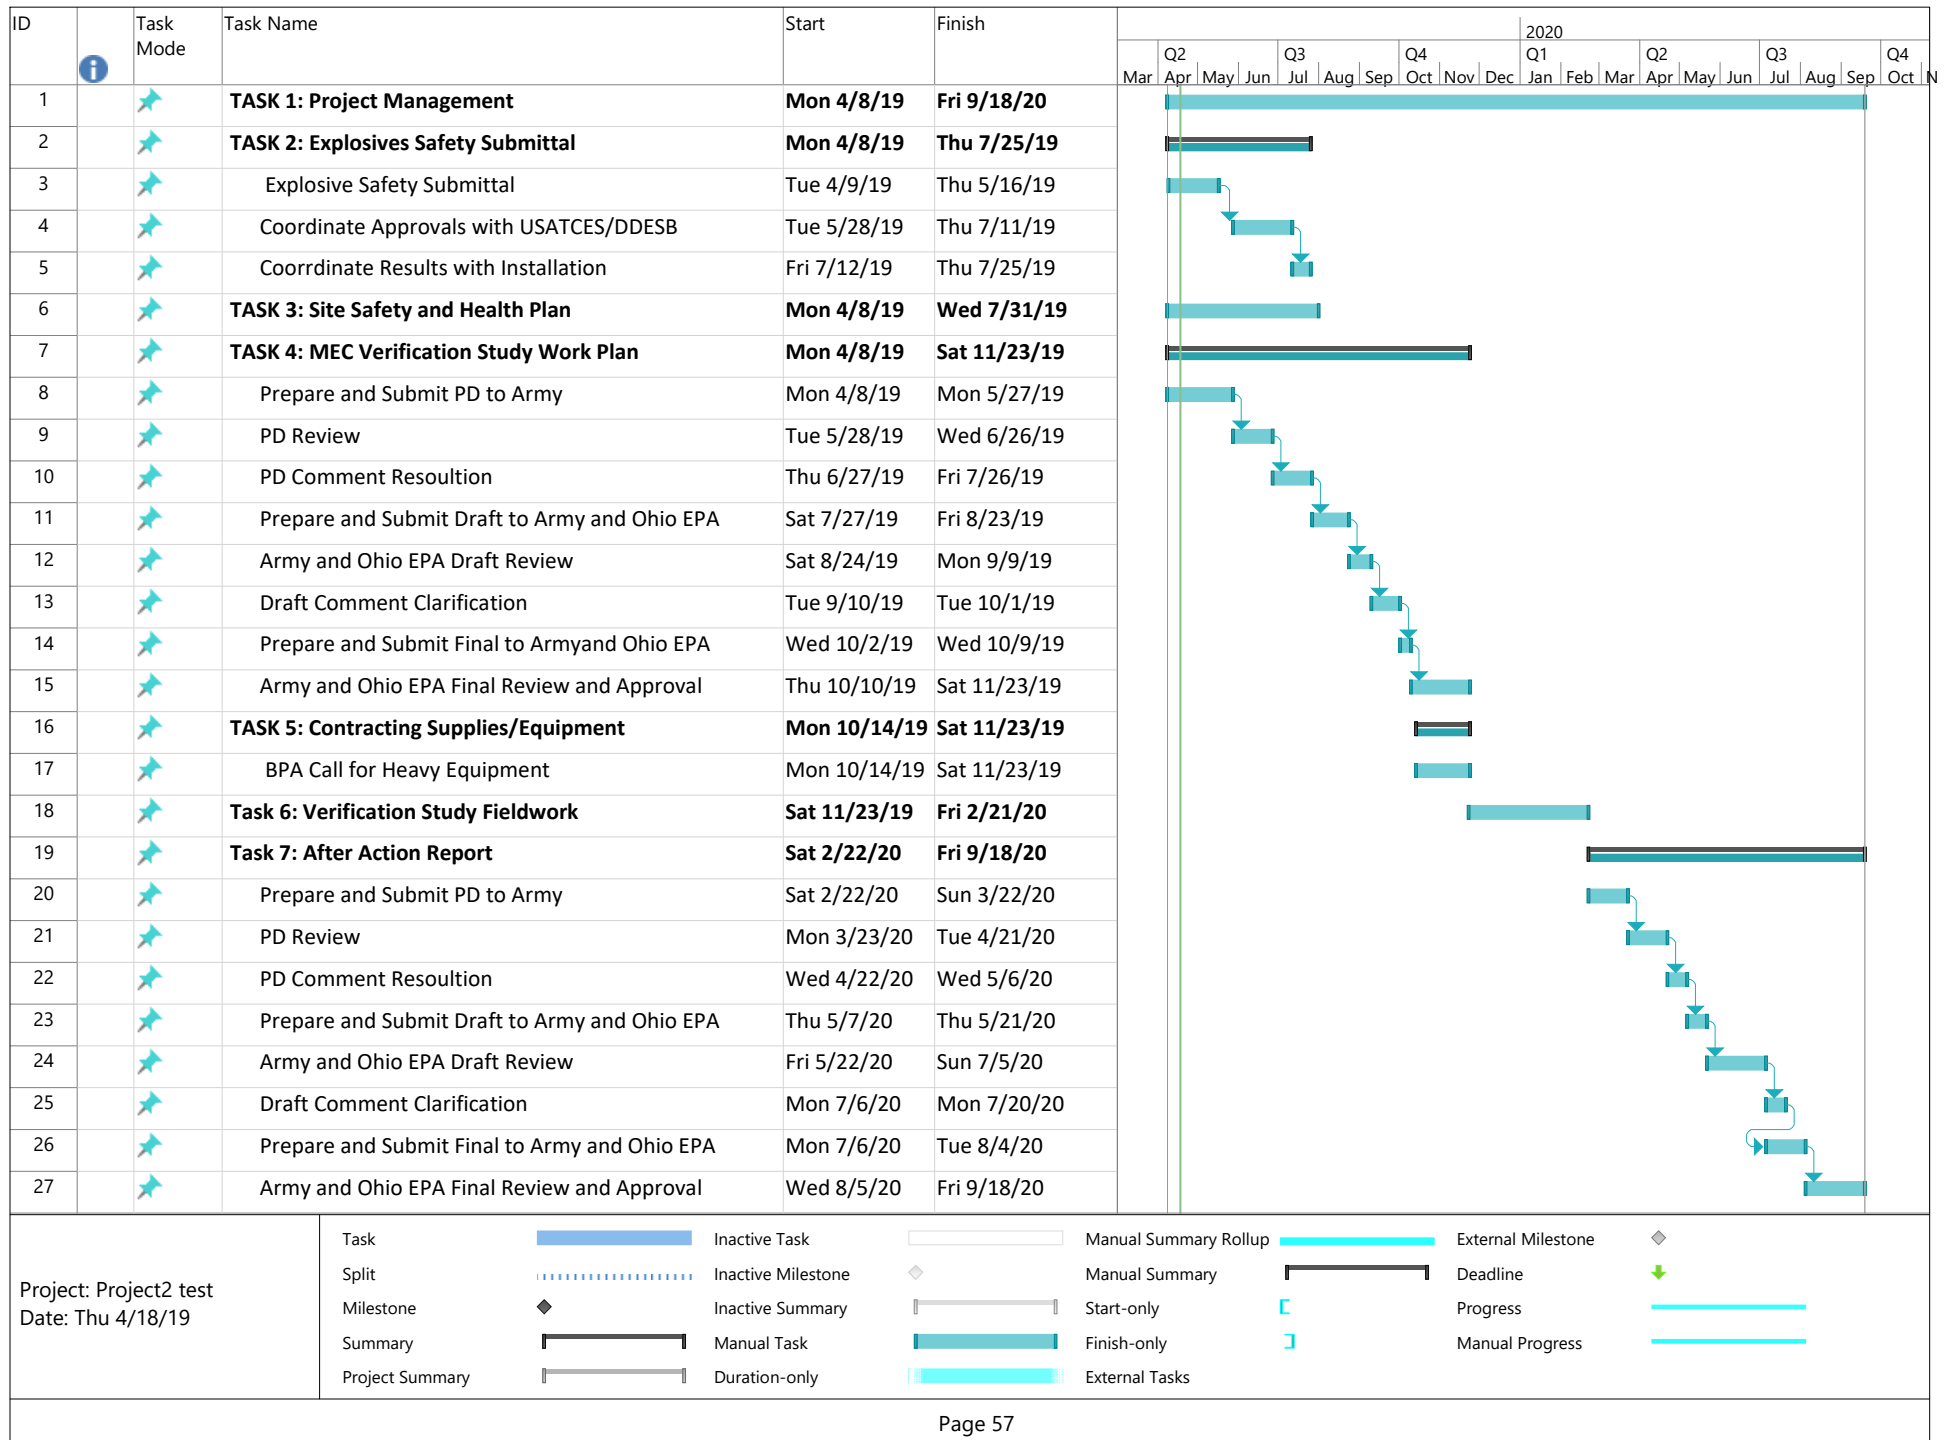 ID Task Mode Task Name Start Finish
2020
Q2 Q3 Q4 Q1 Q2 Q3 Q4
Mar Apr May Jun Jul Aug Sep Oct Nov Dec Jan Feb Mar Apr May Jun Jul Aug Sep Oct N
1 TASK 1: Project Management Mon 4/8/19 Fri 9/18/20
2 TASK 2: Explosives Safety Submittal Mon 4/8/19 Thu 7/25/19
3 Explosive Safety Submittal Tue 4/9/19 Thu 5/16/19
4 Coordinate Approvals with USATCES/DDESB Tue 5/28/19 Thu 7/11/19
5 Coorrdinate Results with Installation Fri 7/12/19 Thu 7/25/19
6 TASK 3: Site Safety and Health Plan Mon 4/8/19 Wed 7/31/19
7 TASK 4: MEC Verification Study Work Plan Mon 4/8/19 Sat 11/23/19
8 Prepare and Submit PD to Army Mon 4/8/19 Mon 5/27/19
9 PD Review Tue 5/28/19 Wed 6/26/19
10 PD Comment Resoultion Thu 6/27/19 Fri 7/26/19
11 Prepare and Submit Draft to Army and Ohio EPA Sat 7/27/19 Fri 8/23/19
12 Army and Ohio EPA Draft Review Sat 8/24/19 Mon 9/9/19
13 Draft Comment Clarification Tue 9/10/19 Tue 10/1/19
14 Prepare and Submit Final to Armyand Ohio EPA Wed 10/2/19 Wed 10/9/19
15 Army and Ohio EPA Final Review and Approval Thu 10/10/19 Sat 11/23/19
16 TASK 5: Contracting Supplies/Equipment Mon 10/14/19 Sat 11/23/19
17 BPA Call for Heavy Equipment Mon 10/14/19 Sat 11/23/19
18 Task 6: Verification Study Fieldwork Sat 11/23/19 Fri 2/21/20
19 Task 7: After Action Report Sat 2/22/20 Fri 9/18/20
20 Prepare and Submit PD to Army Sat 2/22/20 Sun 3/22/20
21 PD Review Mon 3/23/20 Tue 4/21/20
22 PD Comment Resoultion Wed 4/22/20 Wed 5/6/20
23 Prepare and Submit Draft to Army and Ohio EPA Thu 5/7/20 Thu 5/21/20
24 Army and Ohio EPA Draft Review Fri 5/22/20 Sun 7/5/20
25 Draft Comment Clarification Mon 7/6/20 Mon 7/20/20
26 Prepare and Submit Final to Army and Ohio EPA Mon 7/6/20 Tue 8/4/20
27 Army and Ohio EPA Final Review and Approval Wed 8/5/20 Fri 9/18/20
Project: Project2 test
Date: Thu 4/18/19
Task Inactive Task Manual Summary Rollup External Milestone
Split Inactive Milestone Manual Summary Deadline
Milestone Inactive Summary Start-only Progress
Summary Manual Task Finish-only Manual Progress
Project Summary Duration-only External Tasks
Page 57